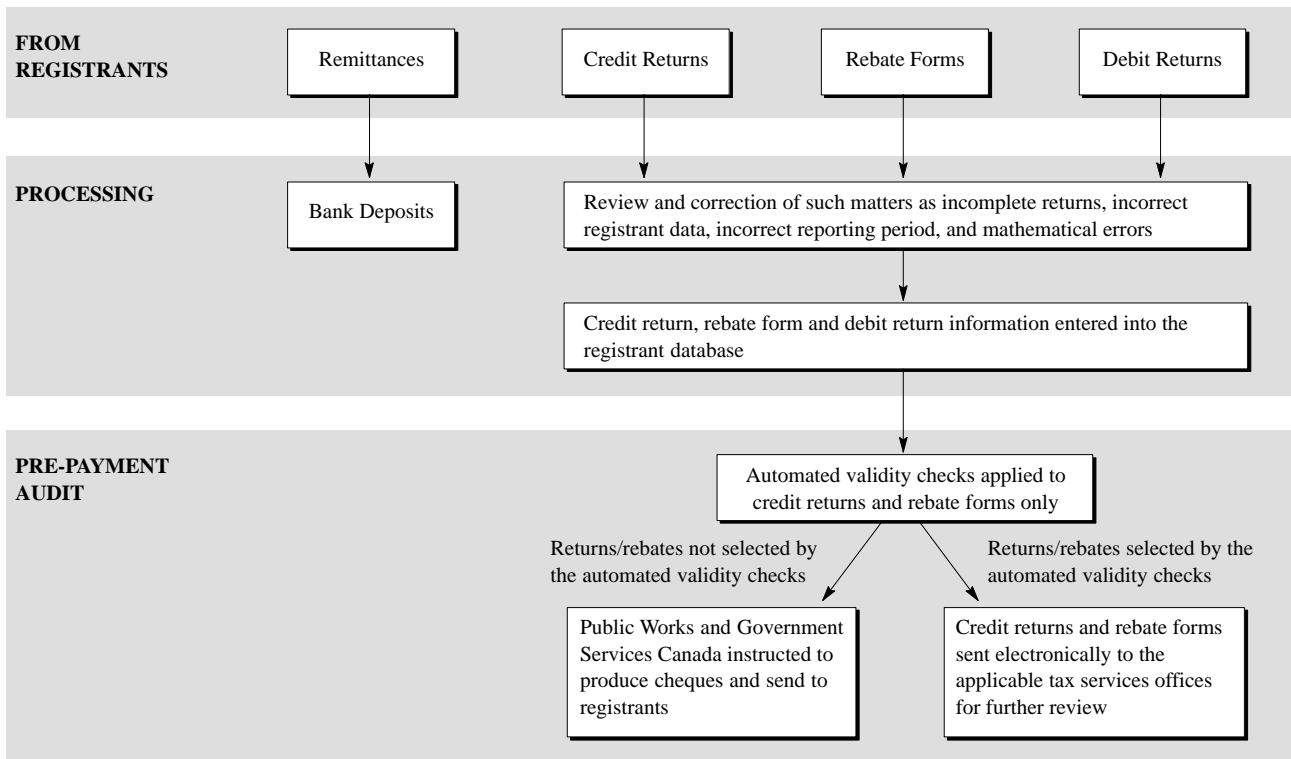 FROM
REGISTRANTS
Remittances
Credit Returns
Rebate Forms
Debit Returns
PROCESSING
Bank Deposits
Review and correction of such matters as incomplete returns, incorrect
registrant data, incorrect reporting period, and mathematical errors
Credit return, rebate form and debit return information entered into the
registrant database
PRE-PAYMENT
AUDIT
Automated validity checks applied to
credit returns and rebate forms only
Returns/rebates not selected by
the automated validity checks
Returns/rebates selected by the
automated validity checks
Public Works and Government
Services Canada instructed to
produce cheques and send to
registrants
Credit returns and rebate forms
sent electronically to the
applicable tax services offices
for further review